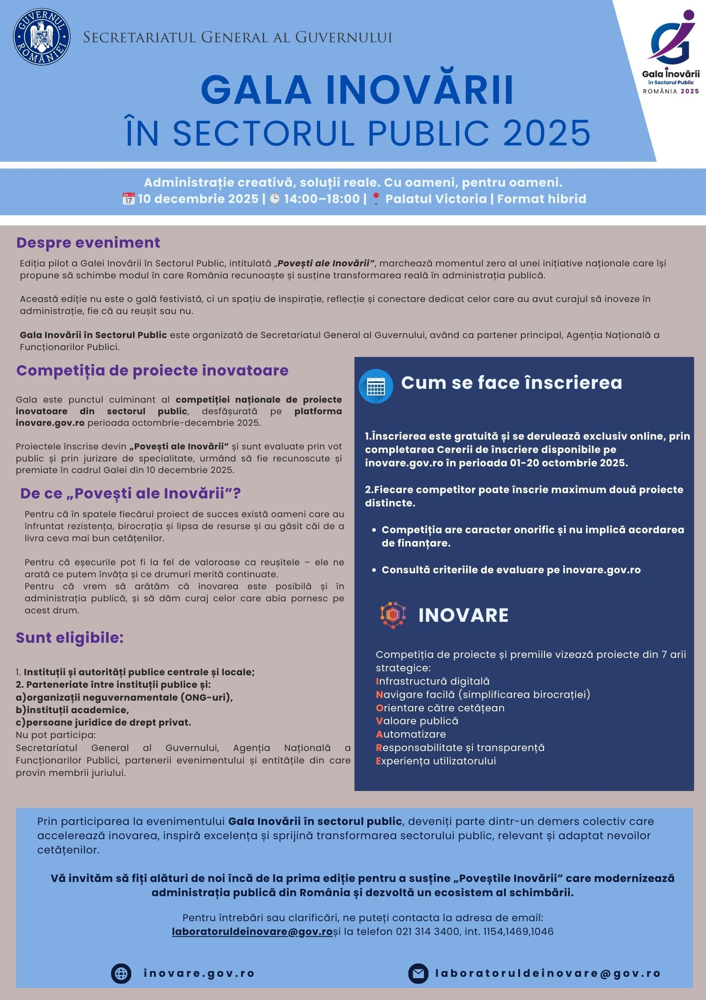 GUVERNUL ROMÂNIEI
SECRETARIATUL GENERAL AL GUVERNULUI
Gala inovării
în Sectorul Public
ROMÂNIA 2025
GALA INOVĂRII
ÎN SECTORUL PUBLIC 2025
Administrație creativă, soluții reale. Cu oameni, pentru oameni.
📅 10 decembrie 2025 | 🕒 14:00–18:00 | 📍 Palatul Victoria | Format hibrid
Despre eveniment
Ediția pilot a Galei Inovării în Sectorul Public, intitulată „Povești ale Inovării”, marchează momentul zero al unei inițiative naționale care își
propune să schimbe modul în care România recunoaște și susține transformarea reală în administrația publică.
Această ediție nu este o gală festivistă, ci un spațiu de inspirație, reflecție și conectare dedicat celor care au avut curajul să inoveze în
administrație, fie că au reușit sau nu.
Gala Inovării în Sectorul Public este organizată de Secretariatul General al Guvernului, având ca partener principal, Agenția Națională a
Funcționarilor Publici.
Competiția de proiecte inovatoare
Gala este punctul culminant al competiției naționale de proiecte
inovatoare din sectorul public, desfășurată pe platforma
inovare.gov.ro perioada octombrie-decembrie 2025.
Proiectele înscrise devin „Povești ale Inovării” și sunt evaluate prin vot
public și prin jurizare de specialitate, urmând să fie recunoscute și
premiate în cadrul Galei din 10 decembrie 2025.
De ce „Povești ale Inovării”?
Pentru că în spatele fiecărui proiect de succes există oameni care au
înfruntat rezistența, birocrația și lipsa de resurse și au găsit căi de a
livra ceva mai bun cetățenilor.
Pentru că eșecurile pot fi la fel de valoroase ca reușitele – ele ne
arată ce putem învăța și ce drumuri merită continuate.
Pentru că vrem să arătăm că inovarea este posibilă și în
administrația publică, și să dăm curaj celor care abia pornesc pe
acest drum.
Sunt eligibile:
1. Instituții și autorități publice centrale și locale;
2. Parteneriate între instituții publice și:
a)organizații neguvernamentale (ONG-uri),
b)instituții academice,
c)persoane juridice de drept privat.
Nu pot participa:
Secretariatul General al Guvernului, Agenția Națională a
Funcționarilor Publici, partenerii evenimentului și entitățile din care
provin membrii juriului.
Cum se face înscrierea
1.Înscrierea este gratuită și se derulează exclusiv online, prin
completarea Cererii de înscriere disponibile pe
inovare.gov.ro în perioada 01-20 octombrie 2025.
2.Fiecare competitor poate înscrie maximum două proiecte
distincte.
• Competiția are caracter onorific și nu implică acordarea
de finanțare.
• Consultă criteriile de evaluare pe inovare.gov.ro
INOVARE
Competiția de proiecte și premiile vizează proiecte din 7 arii
strategice:
Infrastructură digitală
Navigare facilă (simplificarea birocrației)
Orientare către cetățean
Valoare publică
Automatizare
Responsabilitate și transparență
Experiența utilizatorului
Prin participarea la evenimentului Gala Inovării în sectorul public, deveniți parte dintr-un demers colectiv care
accelerează inovarea, inspiră excelența și sprijină transformarea sectorului public, relevant și adaptat nevoilor
cetățenilor.
Vă invităm să fiți alături de noi încă de la prima ediție pentru a susține „Poveștile Inovării” care modernizează
administrația publică din România și dezvoltă un ecosistem al schimbării.
Pentru întrebări sau clarificări, ne puteți contacta la adresa de email:
laboratoruldeinovare@gov.roși la telefon 021 314 3400, int. 1154,1469,1046
inovare.gov.ro
laboratoruldeinovare@gov.ro